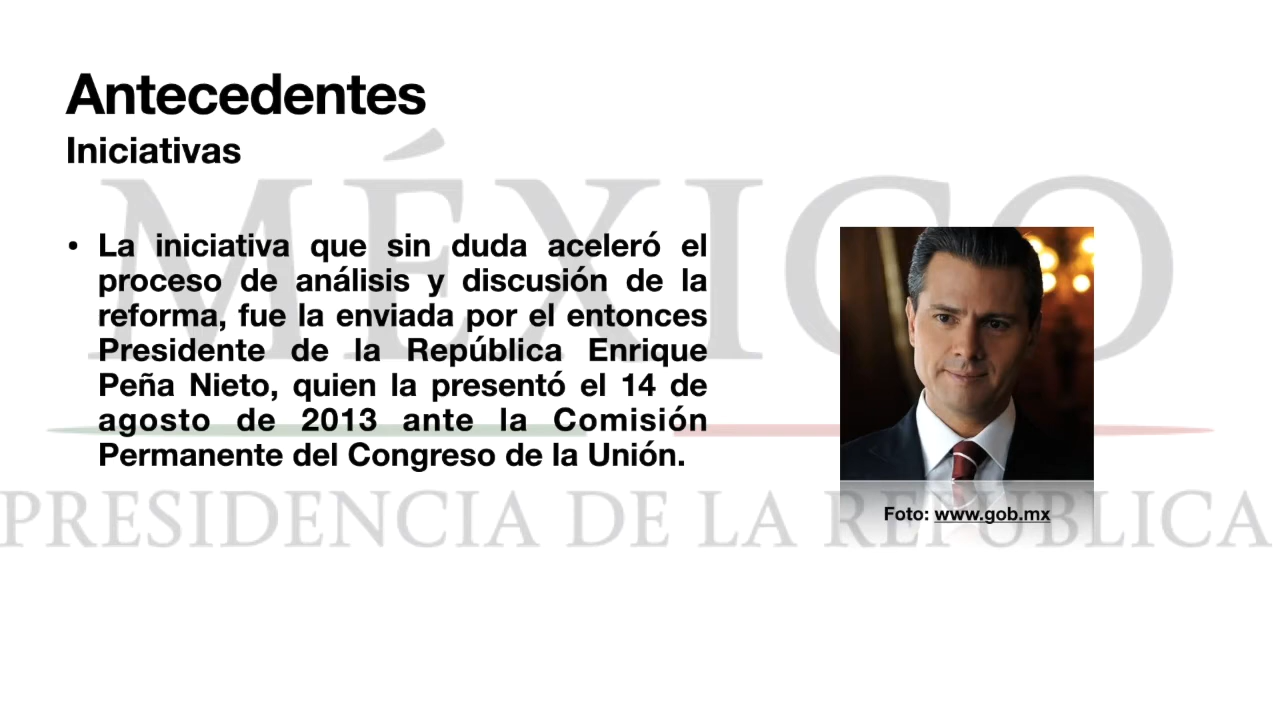 Antecedentes
Iniciativas
MÉXICO
• La iniciativa que sin duda aceleró el
proceso de análisis y discusión de la
reforma, fue la enviada por el entonces
Presidente de la República Enrique
Peña Nieto, quien la presentó el 14 de
agosto de 2013 ante la Comisión
Permanente del Congreso de la Unión.
PRESIDENCIA DE LA REPÚBLICA
Foto: www.gob.mx